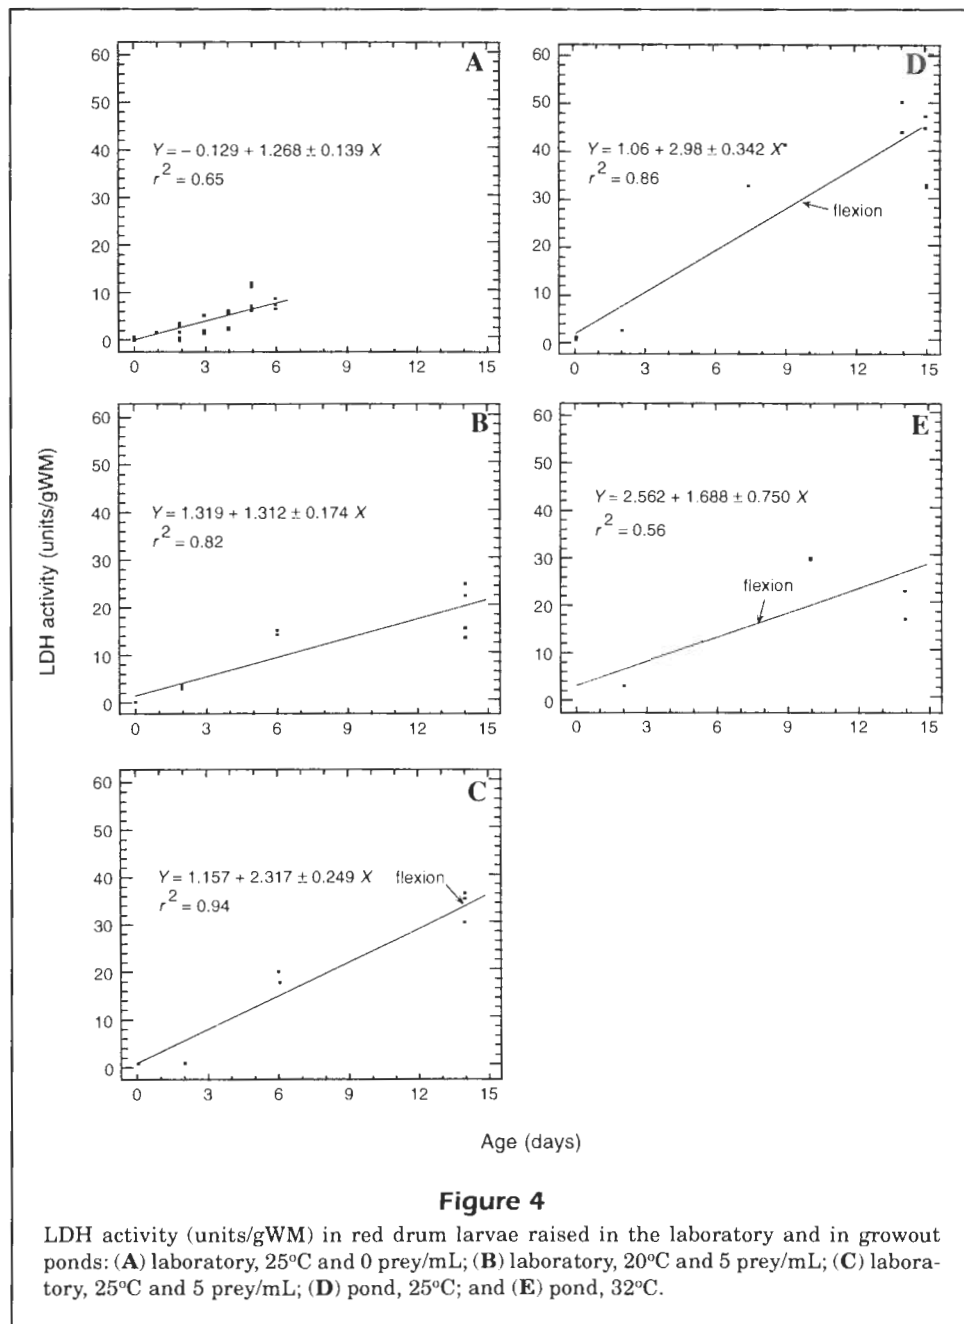 A
60
50
40
30
20
10
0
Y = – 0.129 + 1.268 ± 0.139 X
r2 = 0.65
0 3 6 9 12 15
D
60
50
40
30
20
10
0
Y = 1.06 + 2.98 ± 0.342 X
r2 = 0.86
flexion
0 3 6 9 12 15
B
60
50
40
30
20
10
0
Y = 1.319 + 1.312 ± 0.174 X
r2 = 0.82
0 3 6 9 12 15
E
60
50
40
30
20
10
0
Y = 2.562 + 1.688 ± 0.750 X
r2 = 0.56
flexion
0 3 6 9 12 15
LDH activity (units/gWM)
C
60
50
40
30
20
10
0
Y = 1.157 + 2.317 ± 0.249 X flexion
r2 = 0.94
0 3 6 9 12 15
Age (days)
Figure 4
LDH activity (units/gWM) in red drum larvae raised in the laboratory and in growout
ponds: (A) laboratory, 25°C and 0 prey/mL; (B) laboratory, 20°C and 5 prey/mL; (C) labora-
tory, 25°C and 5 prey/mL; (D) pond, 25°C; and (E) pond, 32°C.